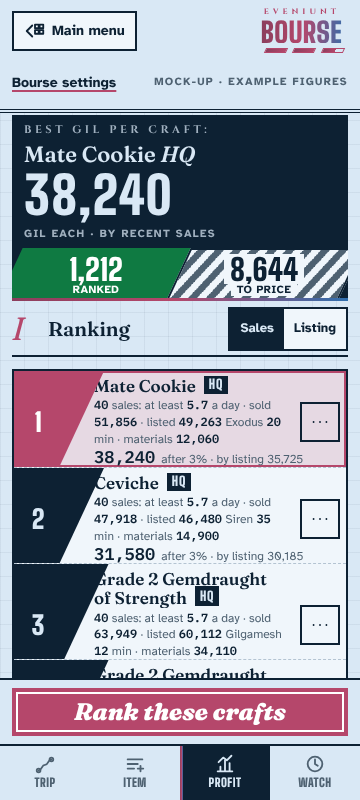 Main menu
EVENIUNT
BOURSE
Bourse settings
MOCK-UP · EXAMPLE FIGURES
BEST GIL PER CRAFT:
Mate Cookie HQ
38,240
GIL EACH · BY RECENT SALES
1,212
RANKED
8,644
TO PRICE
I Ranking
Sales Listing
1
Mate Cookie HQ
40 sales: at least 5.7 a day · sold
51,856 · listed 49,263 Exodus 20
min · materials 12,060
38,240 after 3% · by listing 35,725
...
2
Ceviche HQ
40 sales: at least 5.7 a day · sold
47,918 · listed 46,480 Siren 35
min · materials 14,900
31,580 after 3% · by listing 30,185
...
3
Grade 2 Gemdraught
of Strength HQ
40 sales: at least 5.7 a day · sold
63,949 · listed 60,112 Gilgamesh
12 min · materials 34,110
...
Grade 2 Gemdraught
Rank these crafts
TRIP
ITEM
PROFIT
WATCH